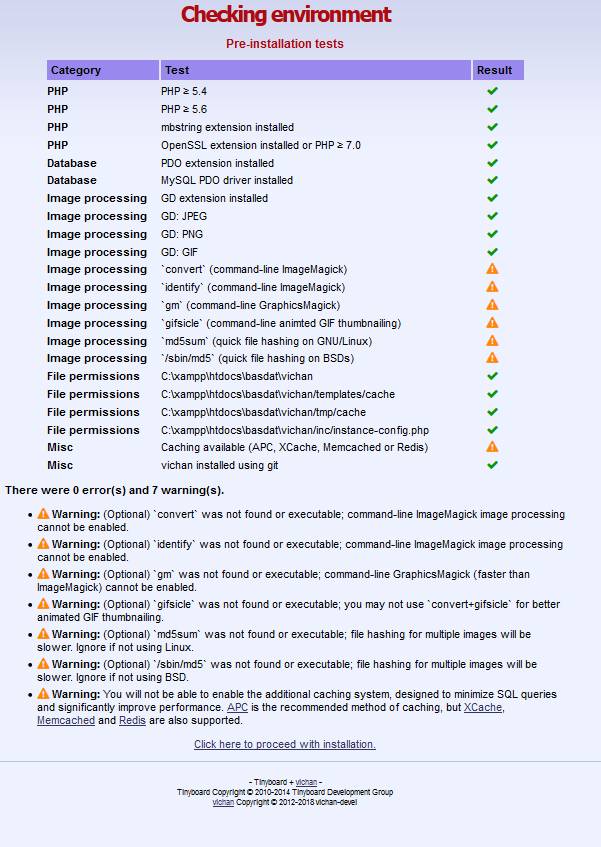 Checking environment
Pre-installation tests
Category Test Result
PHP PHP ≥ 5.4
PHP PHP ≥ 5.6
PHP mbstring extension installed
PHP OpenSSL extension installed or PHP ≥ 7.0
Database PDO extension installed
Database MySQL PDO driver installed
Image processing GD extension installed
Image processing GD: JPEG
Image processing GD: PNG
Image processing GD: GIF
Image processing `convert` (command-line ImageMagick)
Image processing `identify` (command-line ImageMagick)
Image processing `gm` (command-line GraphicsMagick)
Image processing `gifsicle` (command-line animted GIF thumbnailing)
Image processing `md5sum` (quick file hashing on GNU/Linux)
Image processing `/sbin/md5` (quick file hashing on BSDs)
File permissions C:\xampp\htdocs\basdat\vichan
File permissions C:\xampp\htdocs\basdat\vichan/templates/cache
File permissions C:\xampp\htdocs\basdat\vichan/tmp/cache
File permissions C:\xampp\htdocs\basdat\vichan/inc/instance-config.php
Misc Caching available (APC, XCache, Memcached or Redis)
Misc vichan installed using git
There were 0 error(s) and 7 warning(s).
• Warning: (Optional) `convert` was not found or executable; command-line ImageMagick image processing
cannot be enabled.
• Warning: (Optional) `identify` was not found or executable; command-line ImageMagick image processing
cannot be enabled.
• Warning: (Optional) `gm` was not found or executable; command-line GraphicsMagick (faster than
ImageMagick) cannot be enabled.
• Warning: (Optional) `gifsicle` was not found or executable; you may not use `convert+gifsicle` for better
animated GIF thumbnailing.
• Warning: (Optional) `md5sum` was not found or executable; file hashing for multiple images will be
slower. Ignore if not using Linux.
• Warning: (Optional) `/sbin/md5` was not found or executable; file hashing for multiple images will be
slower. Ignore if not using BSD.
• Warning: You will not be able to enable the additional caching system, designed to minimize SQL queries
and significantly improve performance. APC is the recommended method of caching, but XCache,
Memcached and Redis are also supported.
Click here to proceed with installation.
- Tinyboard + vichan -
Tinyboard Copyright © 2010-2014 Tinyboard Development Group
vichan Copyright © 2012-2018 vichan-devel